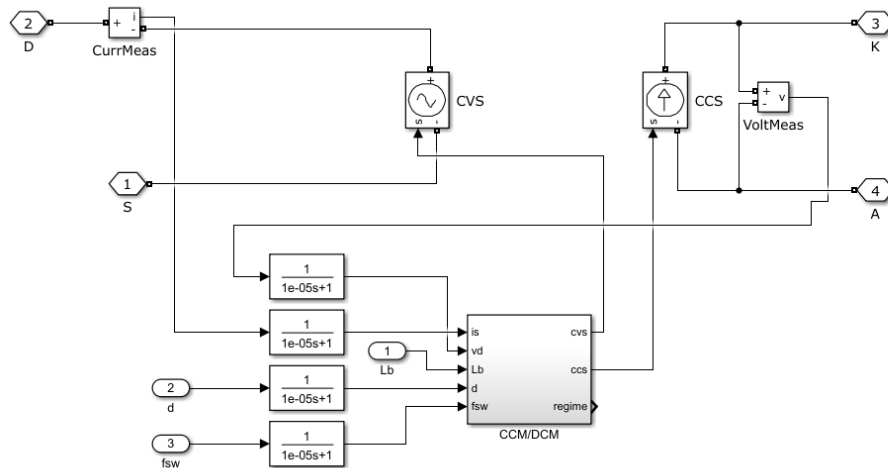 2
D
+
i
-
CurrMeas
3
K
+
s
-
CVS
+
s
-
CCS
+
-
v
VoltMeas
1
S
4
A
1
1e-05s+1
1
1e-05s+1
1
Lb
2
d
1
1e-05s+1
3
fsw
1
1e-05s+1
is
vd
Lb
d
fsw
cvs
ccs
regime
CCM/DCM